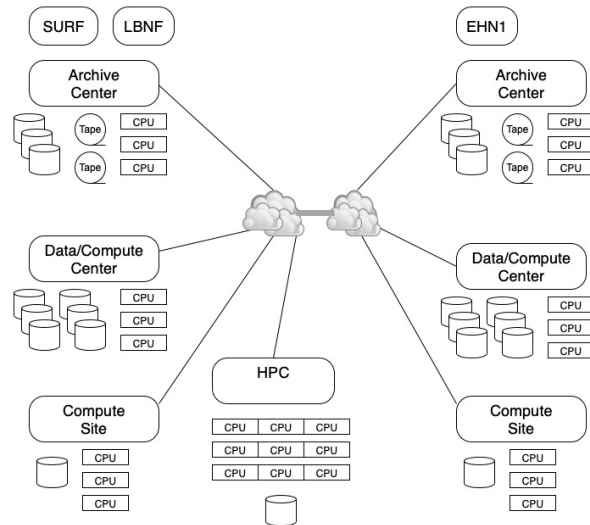 SURF
LBNF
EHN1
Archive
Center
Tape
Tape
CPU
CPU
CPU
Archive
Center
Tape
Tape
CPU
CPU
CPU
Data/Compute
Center
CPU
CPU
CPU
Data/Compute
Center
CPU
CPU
CPU
HPC
CPU CPU CPU
CPU CPU CPU
CPU CPU CPU
Compute
Site
CPU
CPU
CPU
Compute
Site
CPU
CPU
CPU